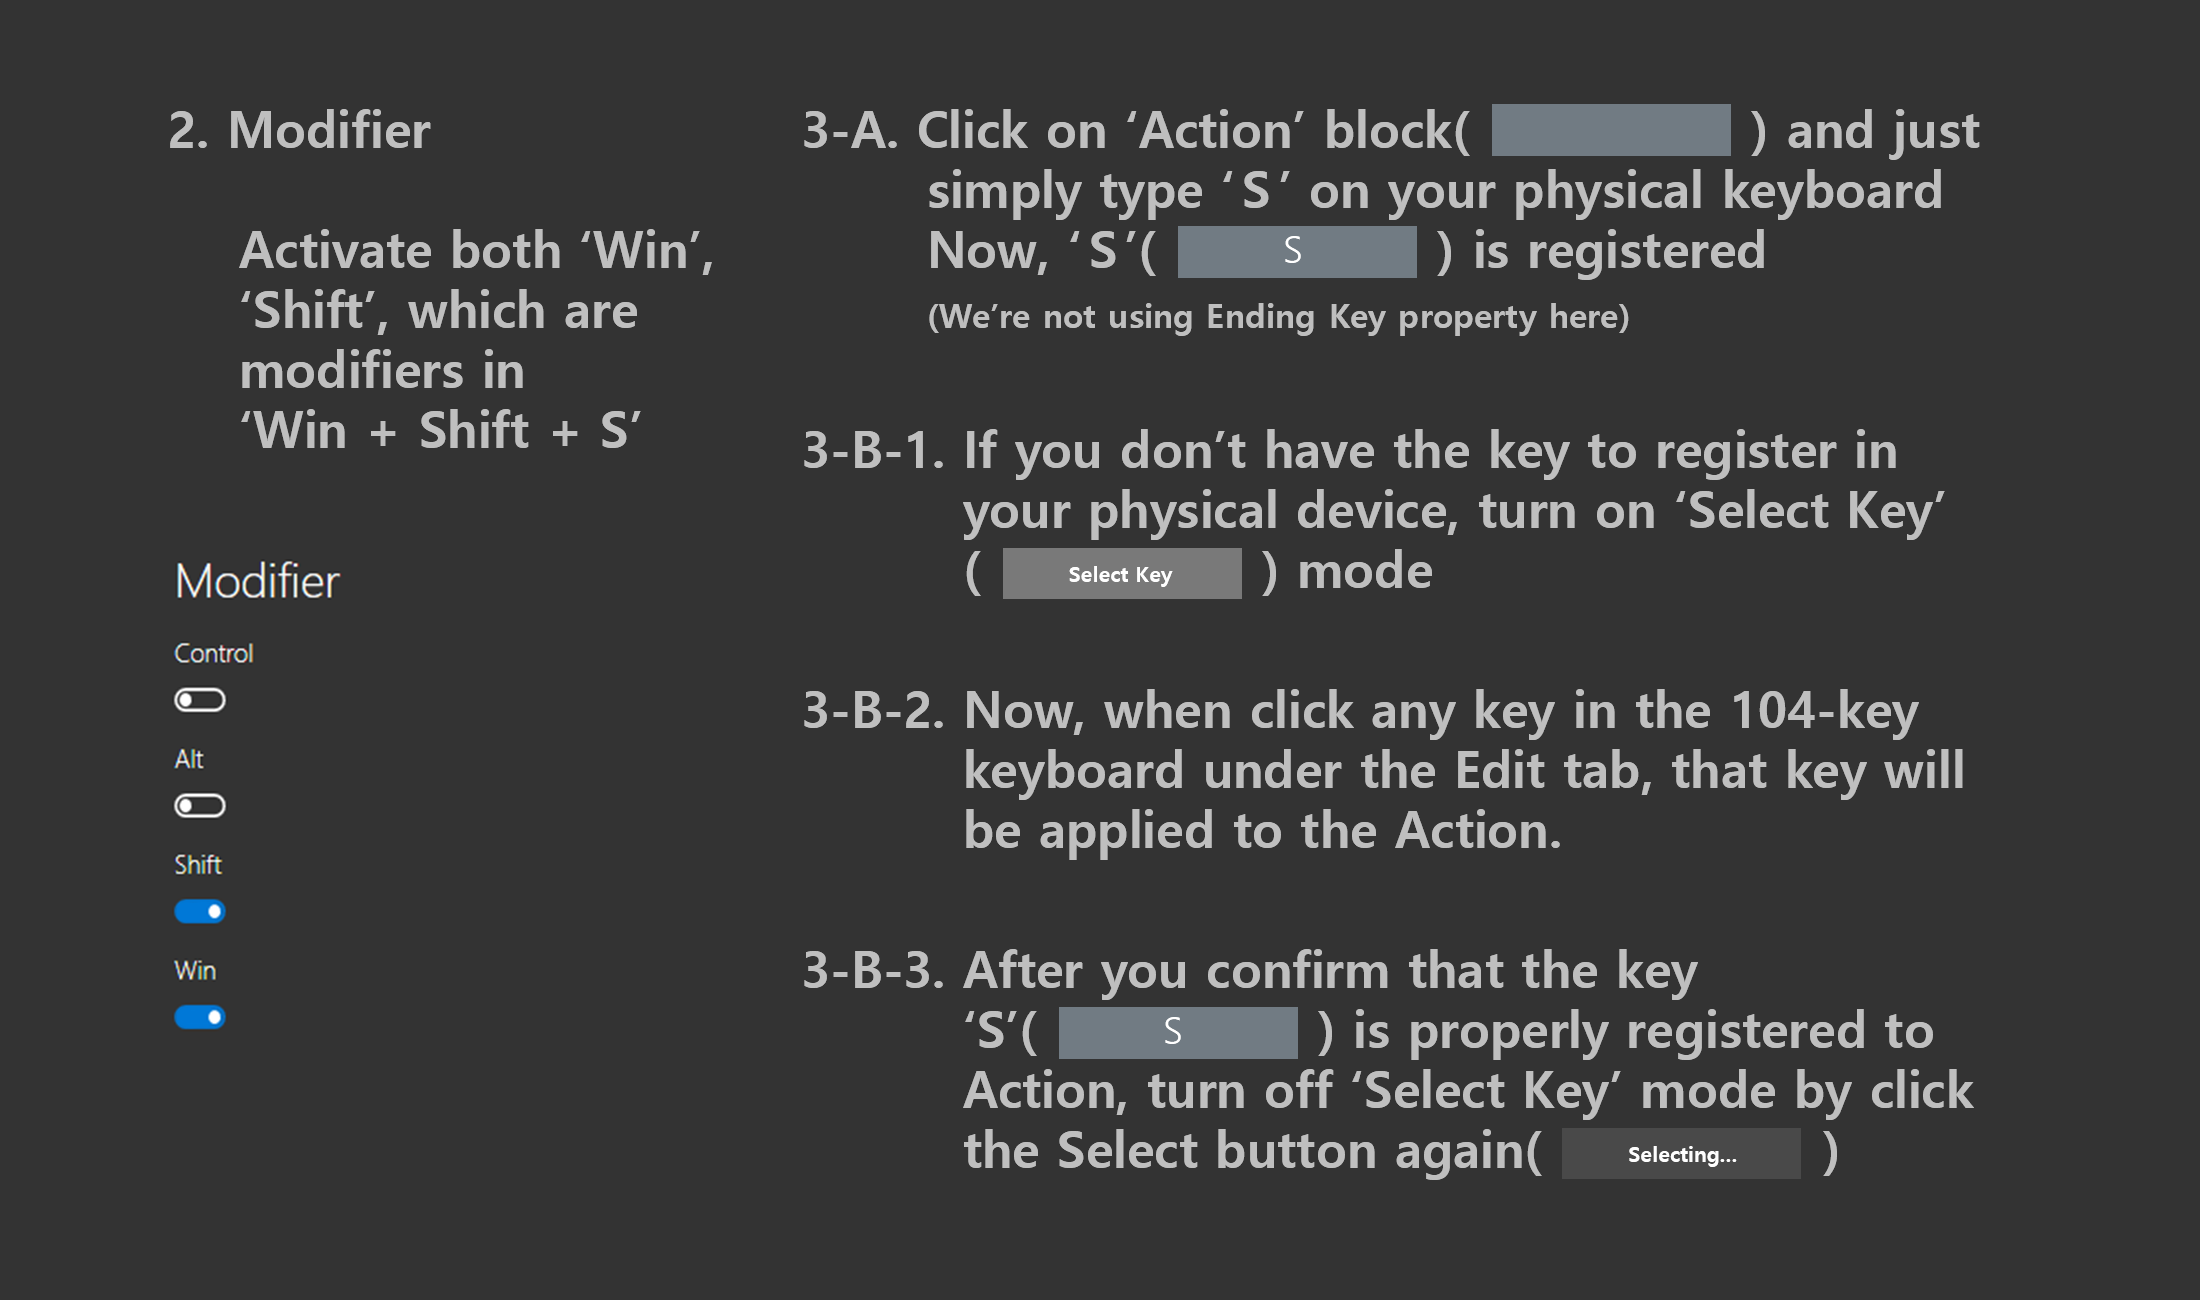 2. Modifier
Activate both ‘Win’,
‘Shift’, which are
modifiers in
‘Win + Shift + S’
Modifier
Control
Alt
Shift
Win
3-A. Click on ‘Action’ block( ) and just
simply type ‘S’ on your physical keyboard
Now, ‘S’( S ) is registered
(We’re not using Ending Key property here)
3-B-1. If you don’t have the key to register in
your physical device, turn on ‘Select Key’
( Select Key ) mode
3-B-2. Now, when click any key in the 104-key
keyboard under the Edit tab, that key will
be applied to the Action.
3-B-3. After you confirm that the key
‘S’( S ) is properly registered to
Action, turn off ‘Select Key’ mode by click
the Select button again( Selecting... )